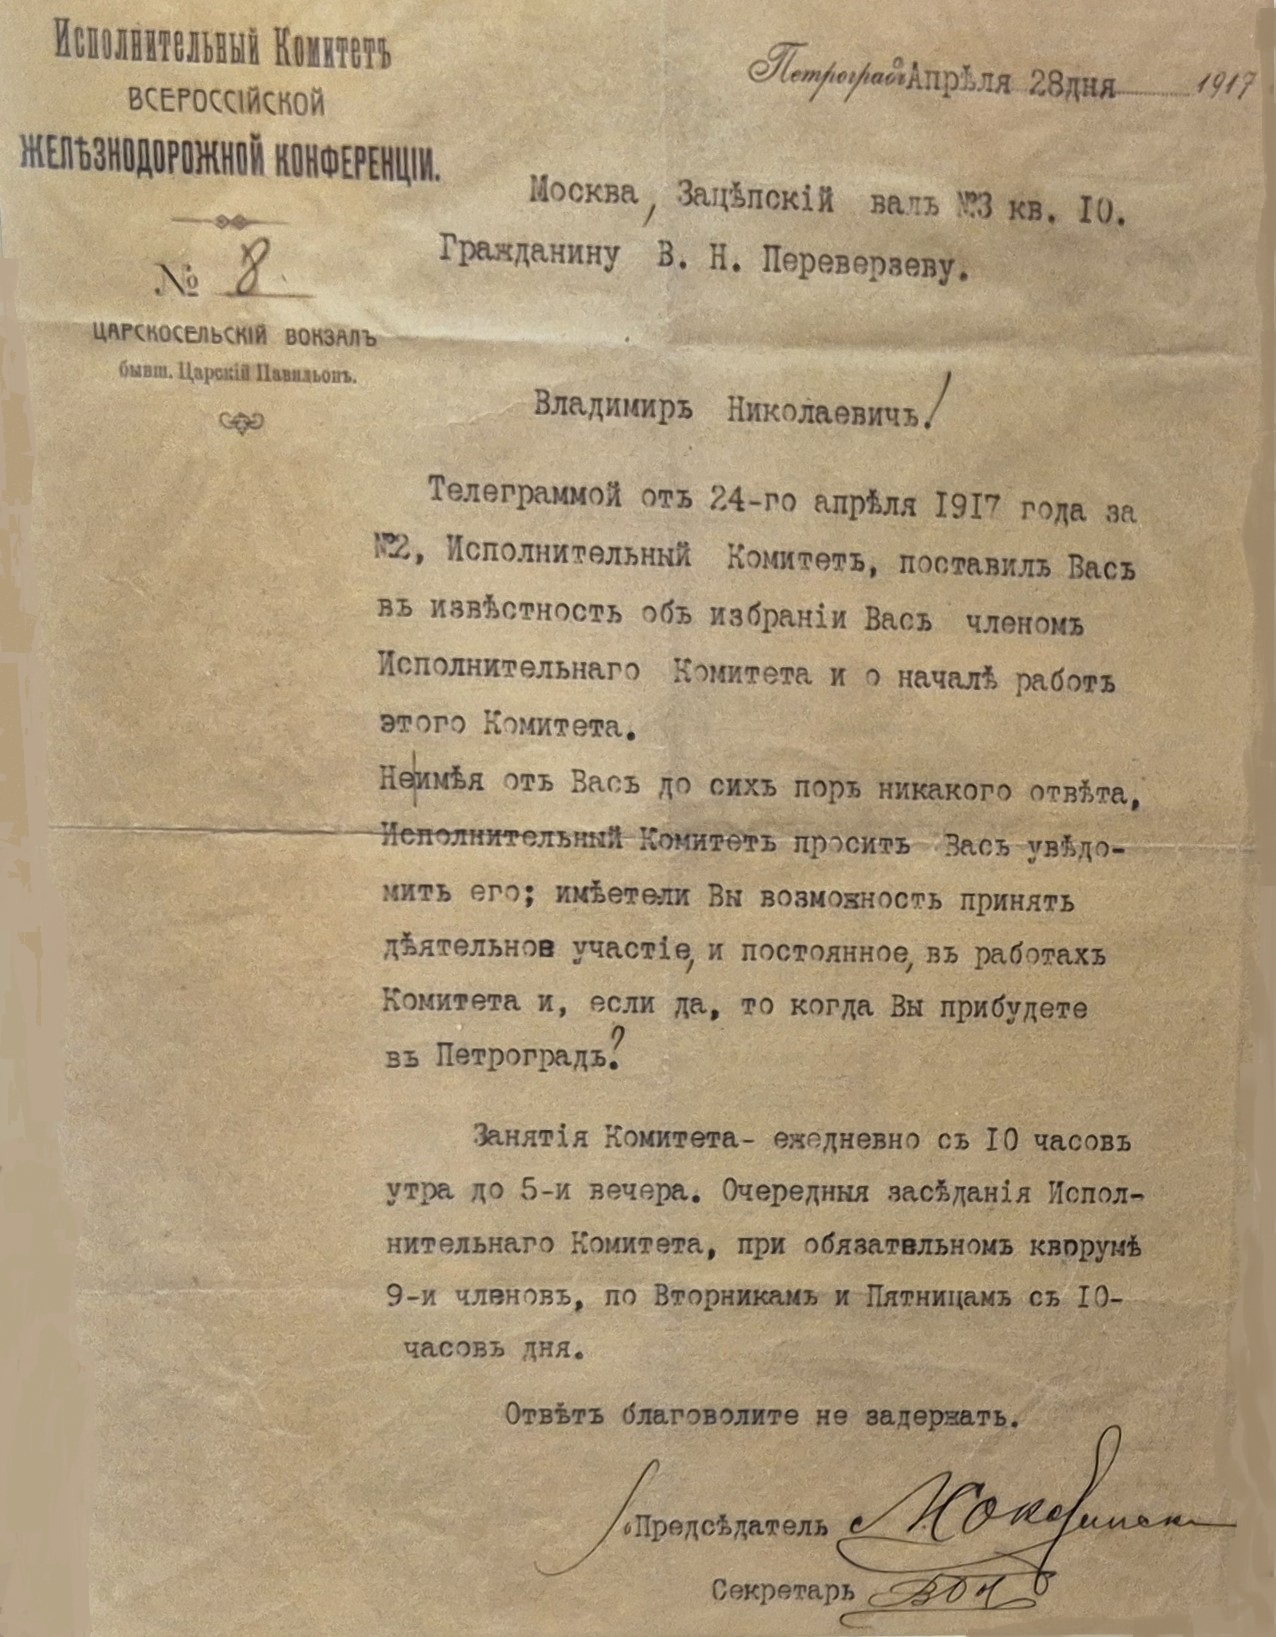 Исполнительный Комитетъ
ВСЕРОССІЙСКОЙ
ЖЕЛѢЗНОДОРОЖНОЙ КОНФЕРЕНЦІИ.
№ 8.
ЦАРСКОСЕЛЬСКІЙ ВОКЗАЛЪ
бывш. Царскій Павильонъ.
Петроградъ Апрѣля 28дня 1917
Москва, Зацѣпскій валъ №3 кв. 10.
Гражданину В. Н. Переверзеву.
Владимиръ Николаевичъ!
Телеграммой отъ 24-го апрѣля 1917 года за
№2, Исполнительный Комитетъ, поставилъ Васъ
въ извѣстность объ избраніи Васъ членомъ
Исполнительнаго Комитета и о началѣ работъ
этого Комитета.
Не|имѣя отъ Васъ до сихъ поръ никакого отвѣта,
Исполнительный Комитетъ проситъ Васъ увѣдо-
мить его; имѣетели Вы возможность принять
дѣятельнов участіе, и постоянное, въ работахъ
Комитета и, если да, то когда Вы прибудете
въ Петроградъ?
Занятія Комитета- ежедневно съ 10 часовъ
утра до 5-и вечера. Очередныя засѣданія Испол-
нительнаго Комитета, при обязатвльномъ кворумѣ
9-и членовъ, по Вторникамъ и Пятницамъ съ 10-
часовъ дня.
Отвѣтъ благоволите не задержать.
Предсѣдатель
Секретарь